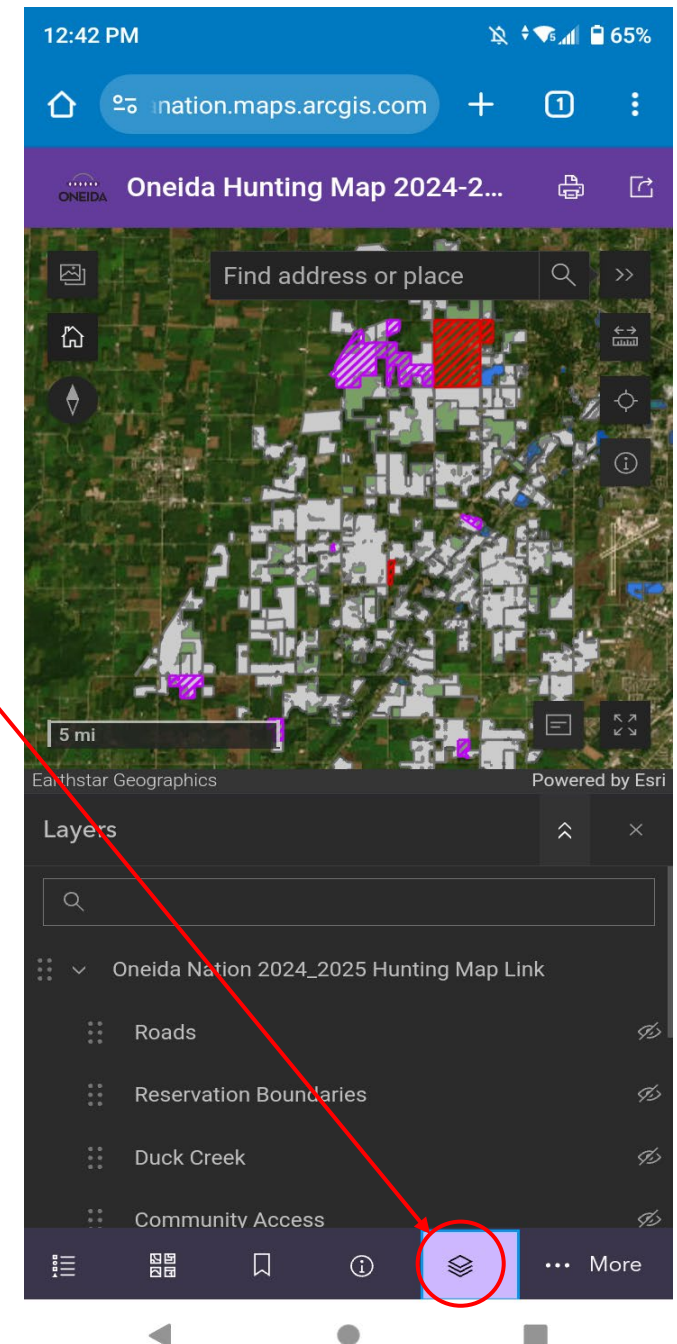 12:42 PM
5
65%
nation.maps.arcgis.com
1
ONEIDA
Oneida Hunting Map 2024-2...
Find address or place
5 mi
Earthstar Geographics
Powered by Esri
Layers
Oneida Nation 2024_2025 Hunting Map Link
Roads
Reservation Boundaries
Duck Creek
Community Access
More